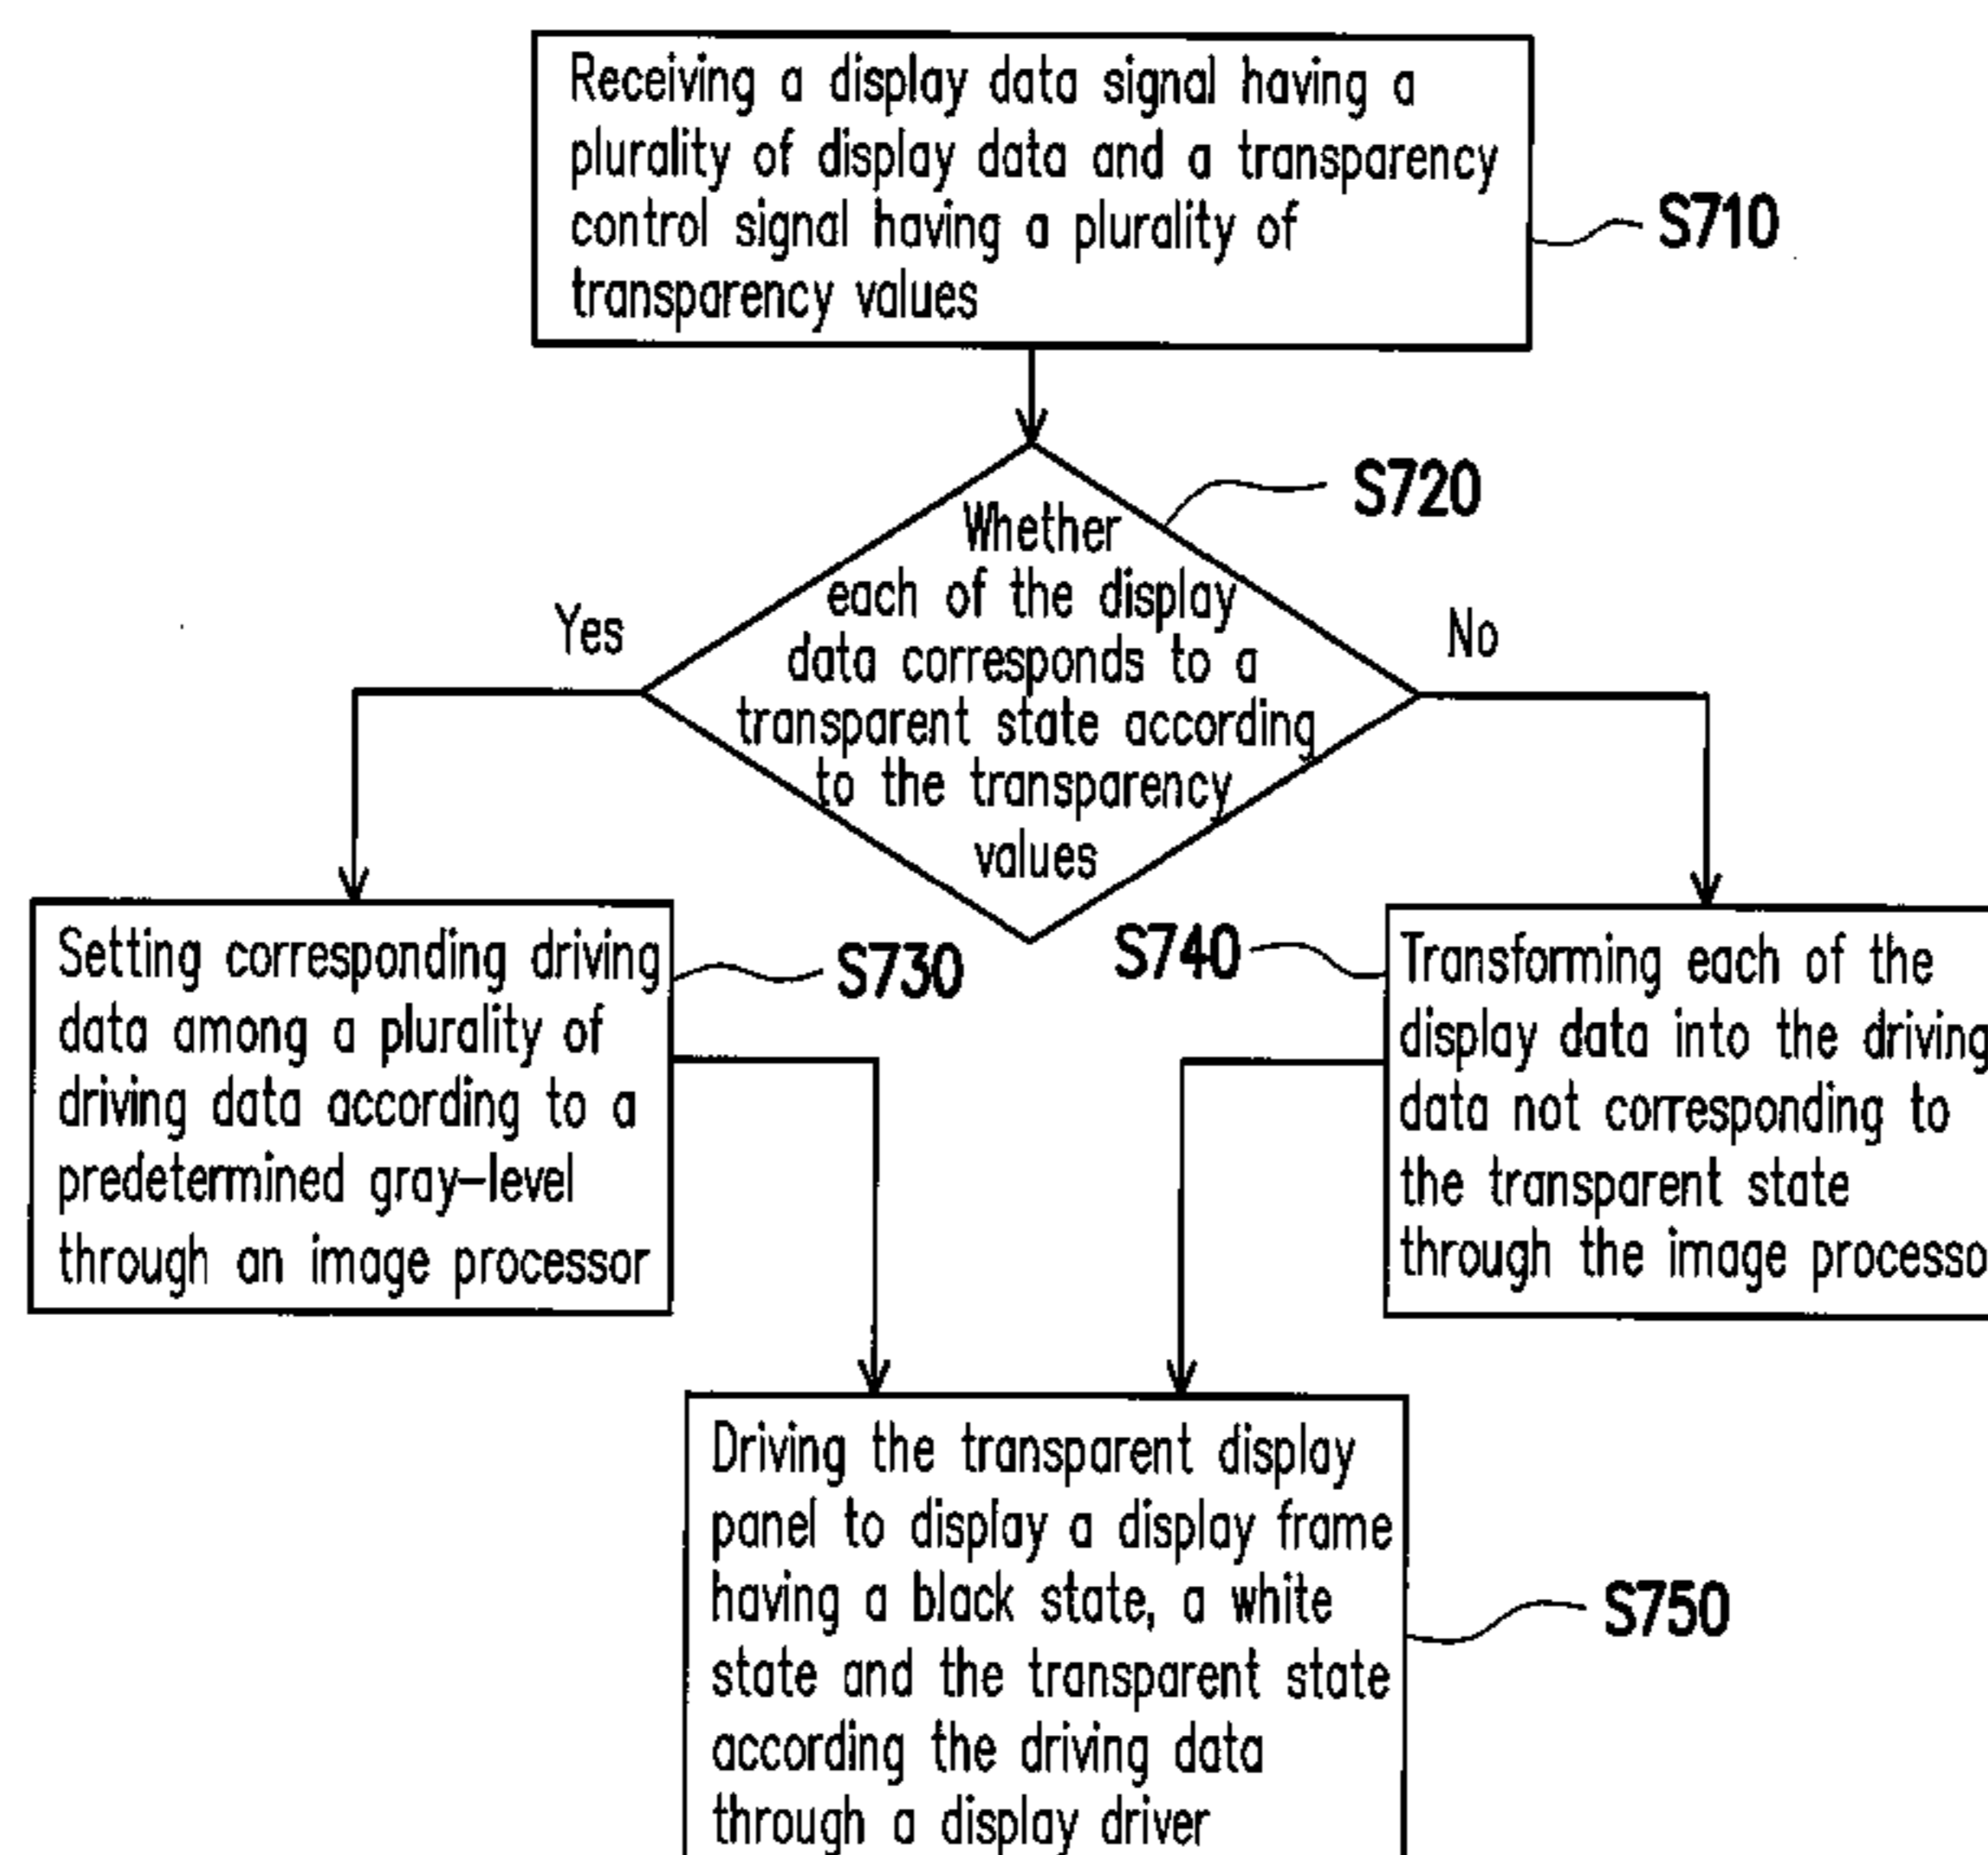 Receiving a display data signal having a
plurality of display data and a transparency
control signal having a plurality of
transparency values
S710
S720
Whether
each of the display
data corresponds to a
transparent state according
to the transparency
values
Yes
No
Setting corresponding driving
data among a plurality of
driving data according to a
predetermined gray-level
through an image processor
S730
S740
Transforming each of the
display data into the driving
data not corresponding to
the transparent state
through the image processo
Driving the transparent display
panel to display a display frame
having a black state, a white
state and the transparent state
according the driving data
through a display driver
S750